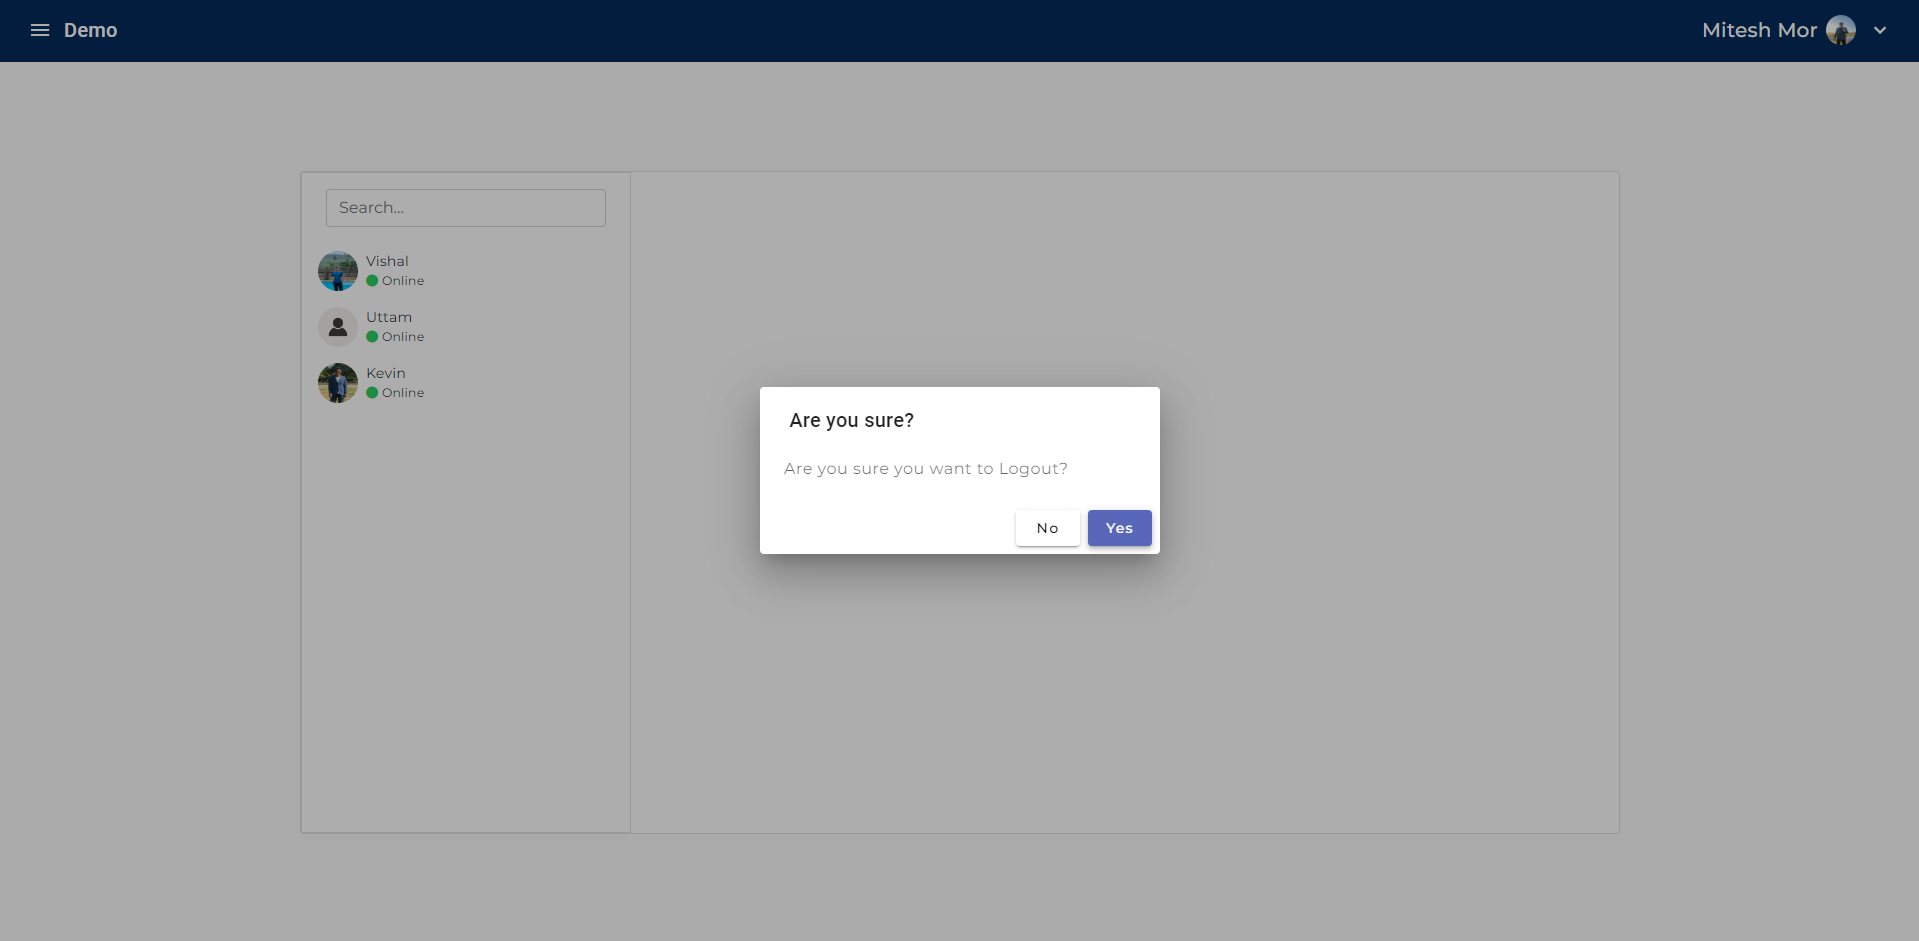 Demo
Mitesh Mor
Search...
Vishal
Online
Uttam
Online
Kevin
Online
Are you sure?
Are you sure you want to Logout?
No
Yes